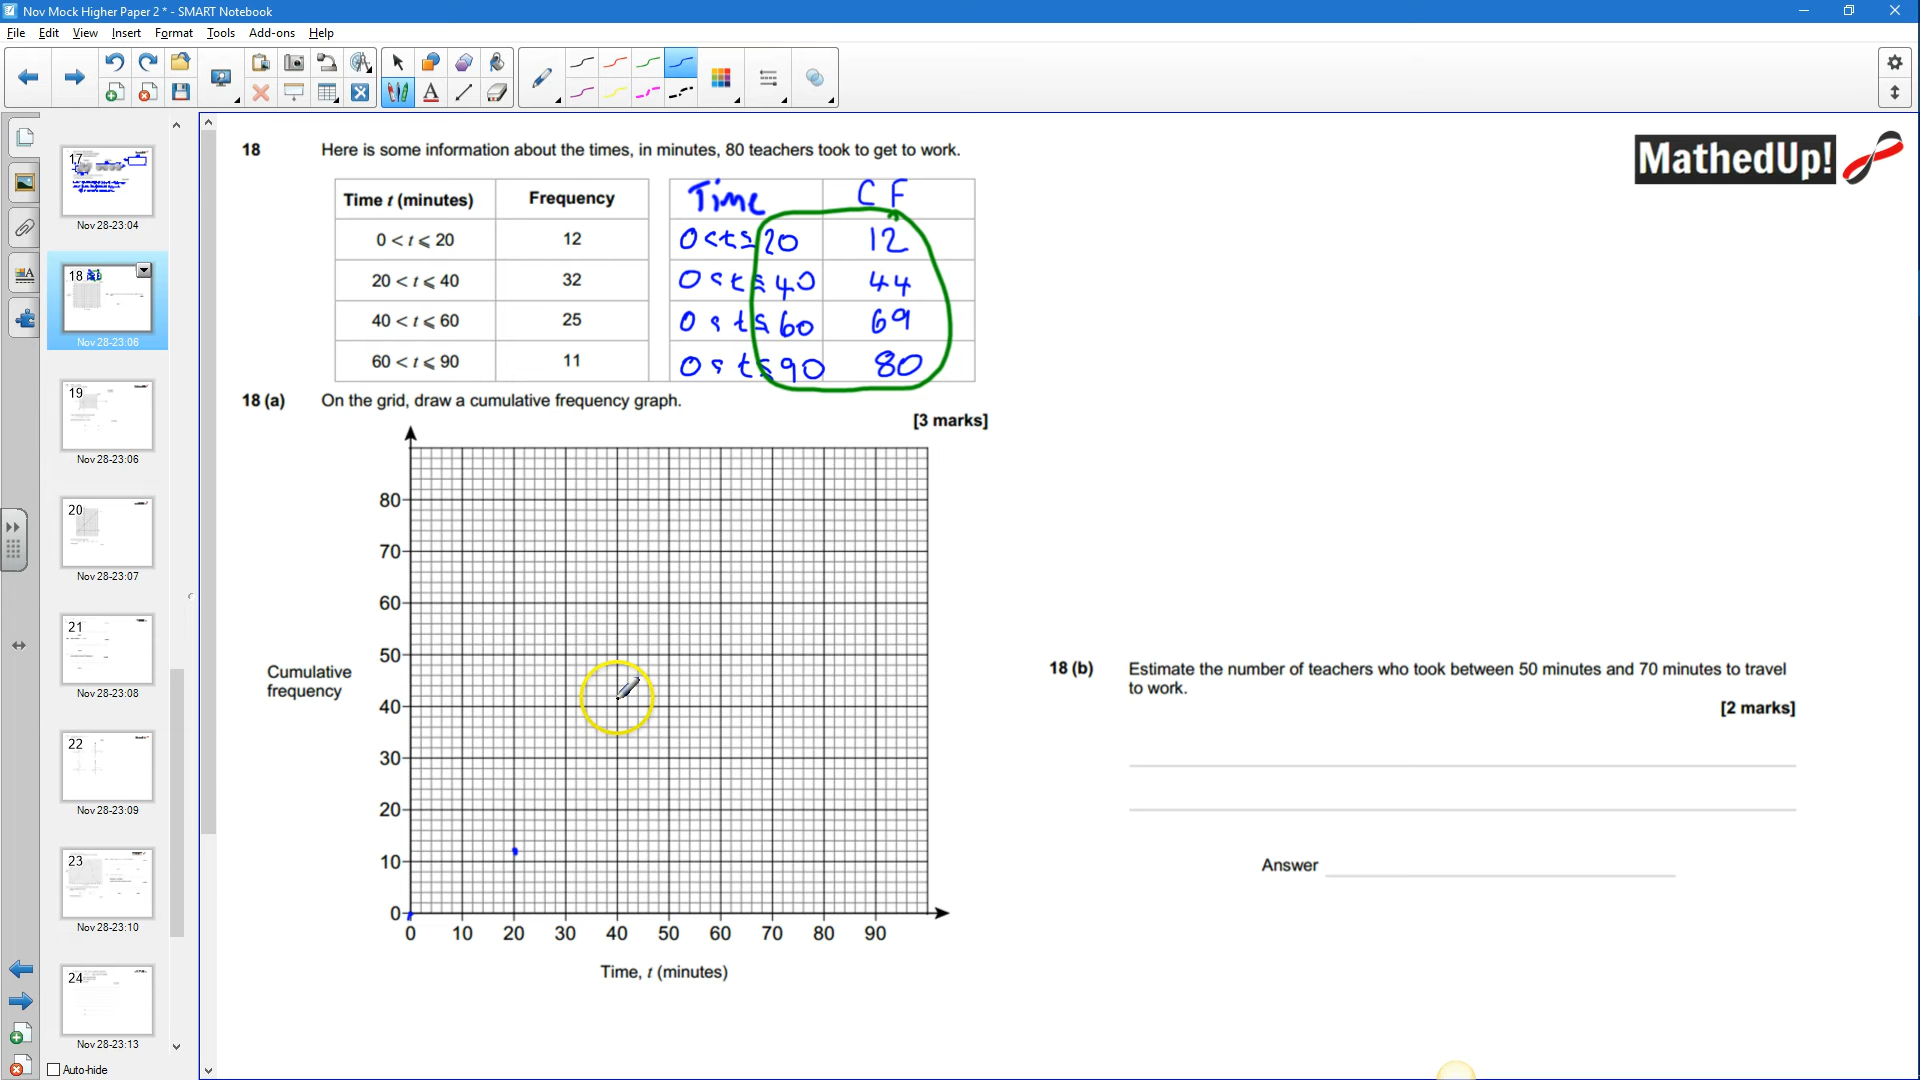 Nov Mock Higher Paper 2 * - SMART Notebook
File Edit View Insert Format Tools Add-ons Help
17
Nov 28-23:04
18
Nov 28-23:06
19
Nov 28-23:06
20
Nov 28-23:07
21
Nov 28-23:08
22
Nov 28-23:09
23
Nov 28-23:10
24
Nov 28-23:13
Auto-hide
MathedUp!
18 Here is some information about the times, in minutes, 80 teachers took to get to work.
Time t (minutes) Frequency Time CF
0 < t ⩽ 20 12 0<t≤20 12
20 < t ⩽ 40 32 0<t≤40 44
40 < t ⩽ 60 25 0<t≤60 69
60 < t ⩽ 90 11 0<t≤90 80
18 (a) On the grid, draw a cumulative frequency graph.
[3 marks]
80
70
60
50
40
30
20
10
0
Cumulative
frequency
0 10 20 30 40 50 60 70 80 90
Time, t (minutes)
18 (b) Estimate the number of teachers who took between 50 minutes and 70 minutes to travel
to work.
[2 marks]
Answer